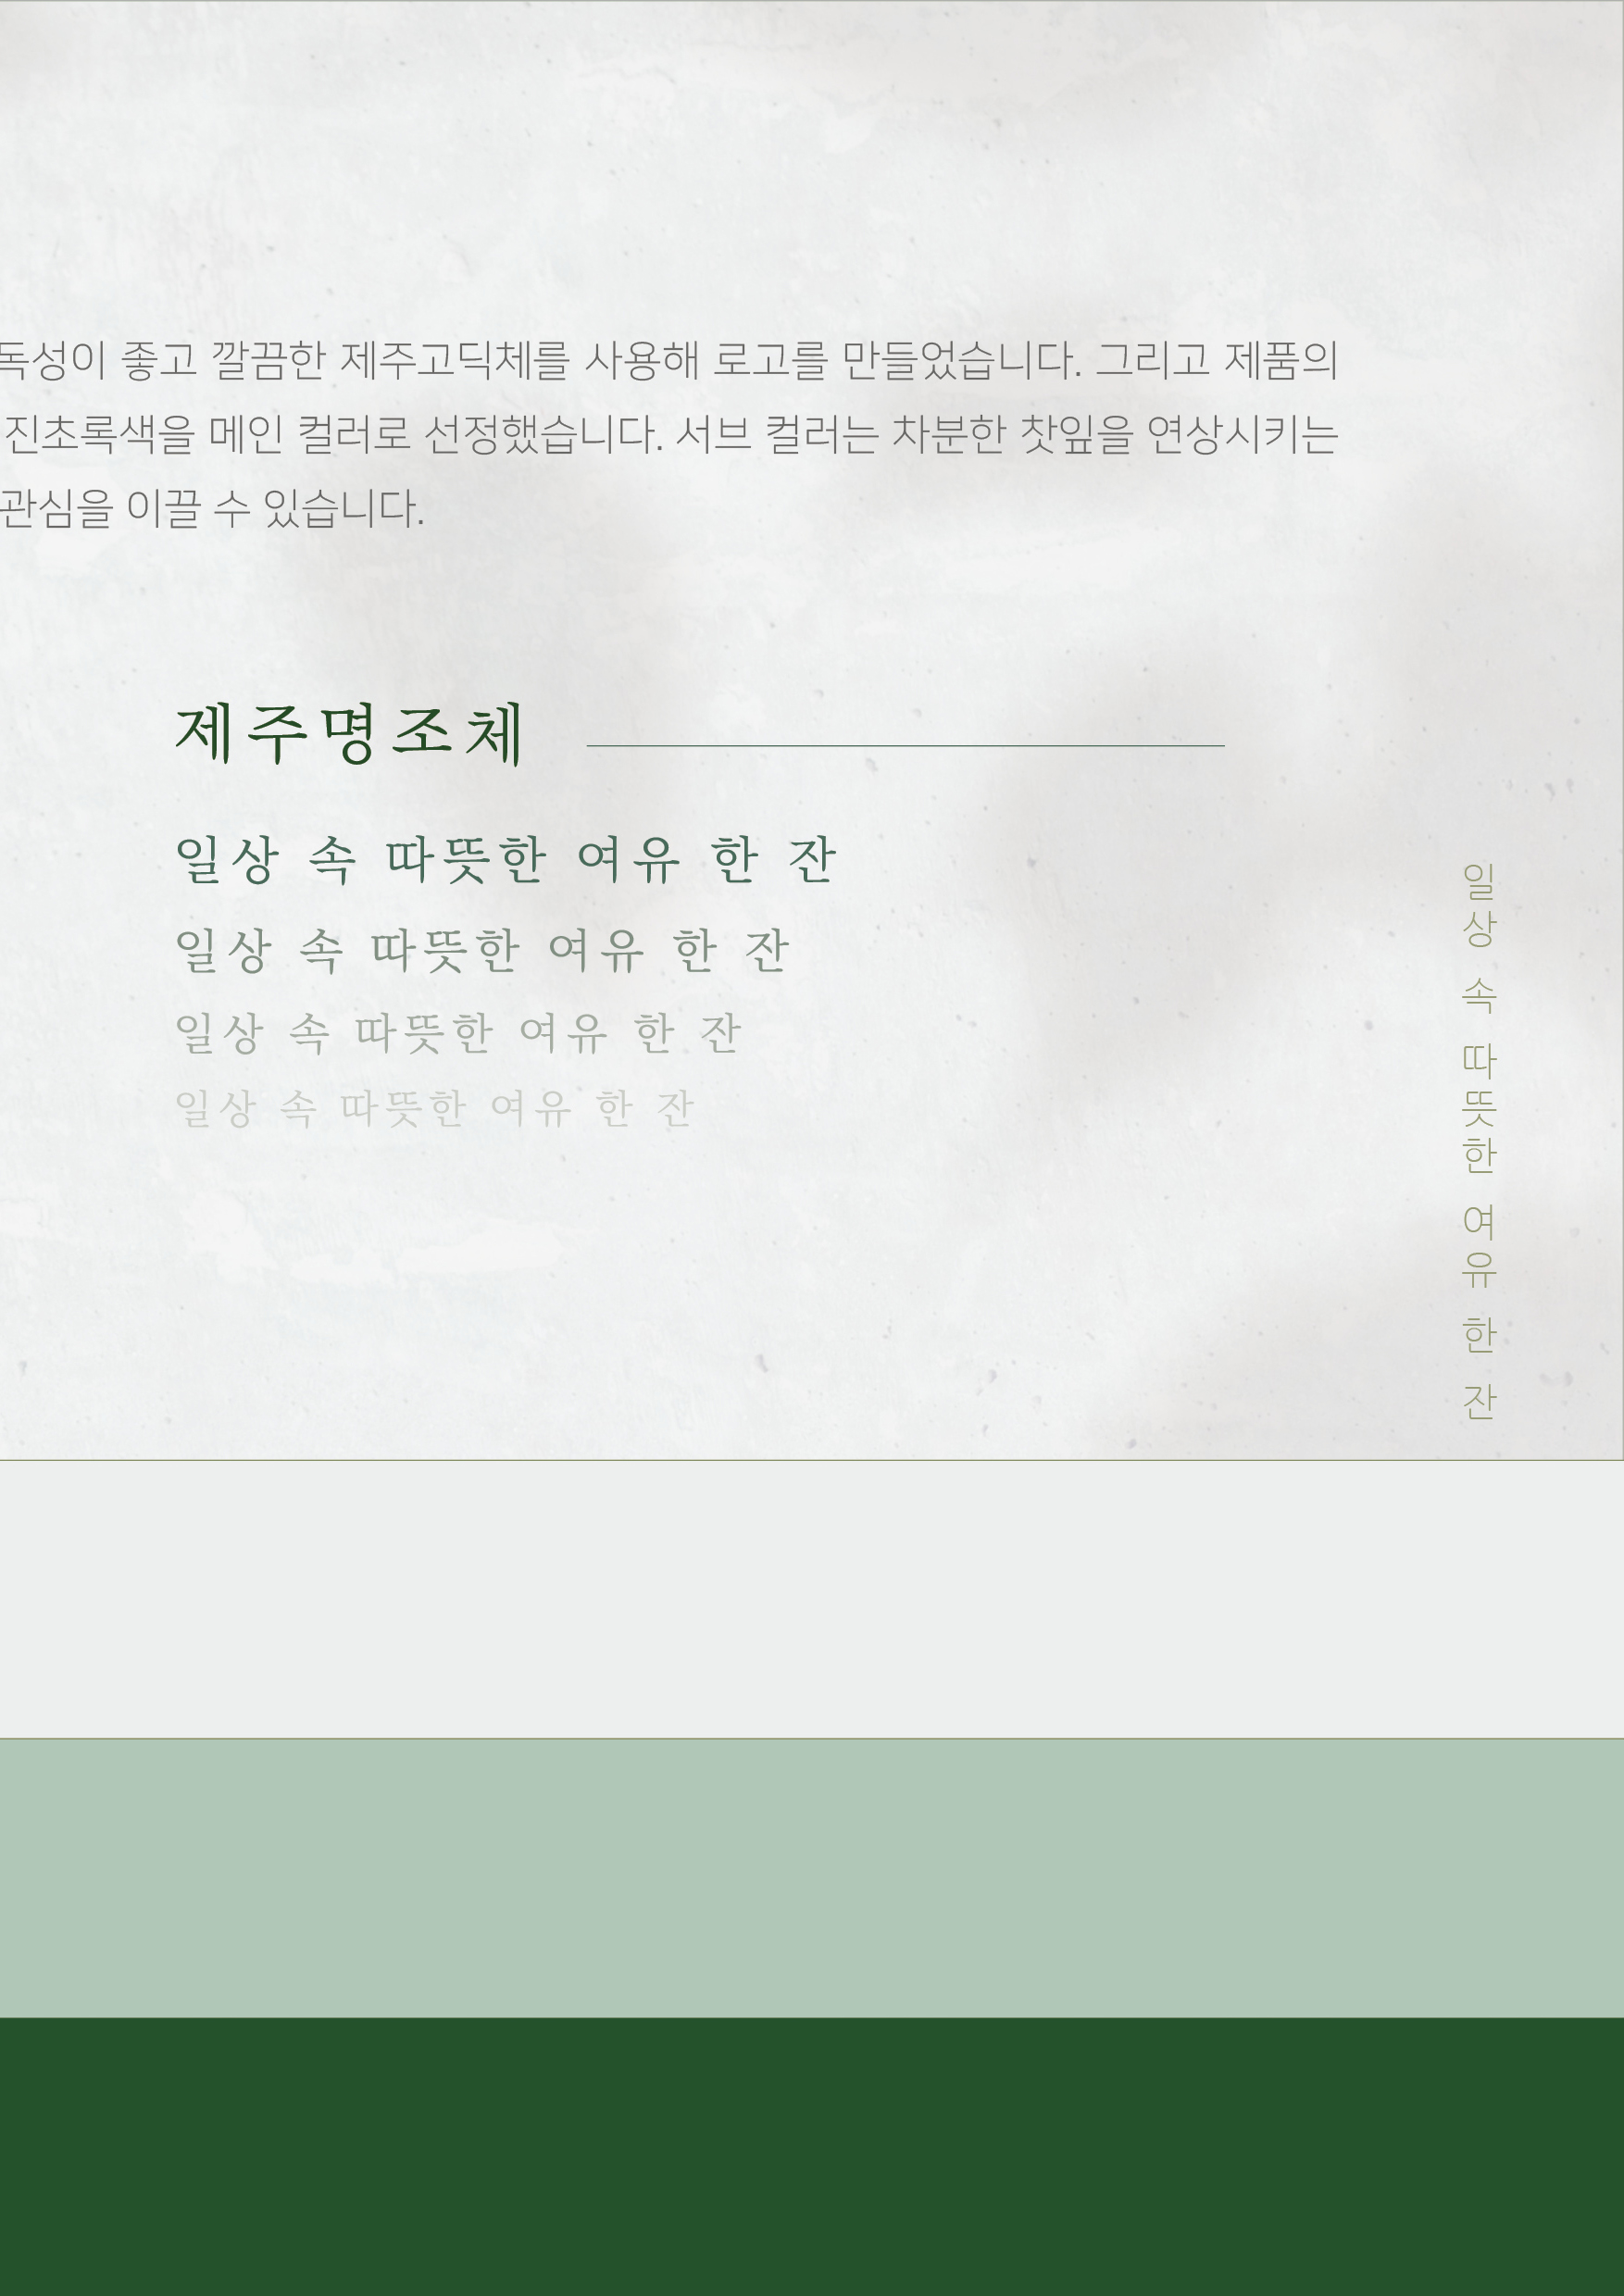 독성이 좋고 깔끔한 제주고딕체를 사용해 로고를 만들었습니다. 그리고 제품의
진초록색을 메인 컬러로 선정했습니다. 서브 컬러는 차분한 찻잎을 연상시키는
관심을 이끌 수 있습니다.
제주명조체
일상 속 따뜻한 여유 한 잔
일상 속 따뜻한 여유 한 잔
일상 속 따뜻한 여유 한 잔
일상 속 따뜻한 여유 한 잔
일상 속 따뜻한 여유 한 잔